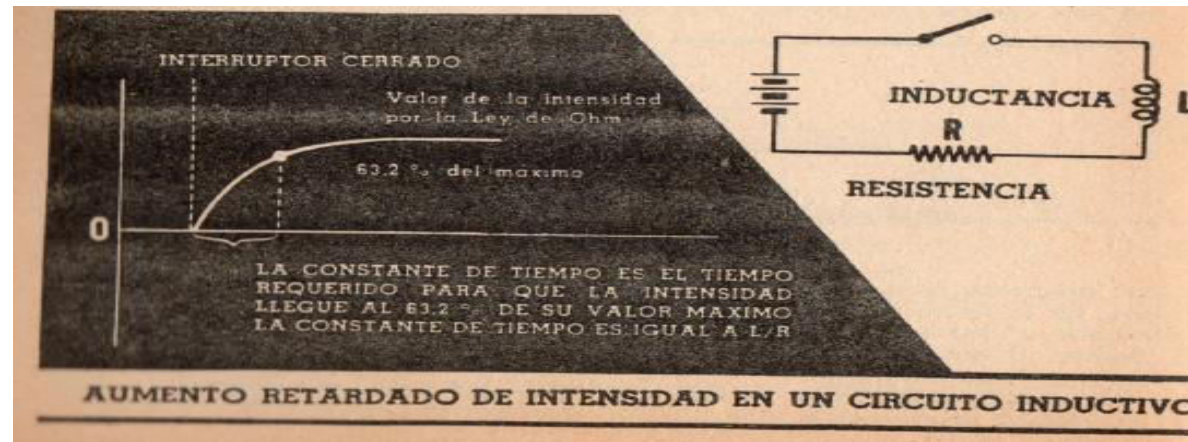 INTERRUPTOR CERRADO
Valor de la intensidad
por la Ley de Ohm
63.2 % del maximo
0
LA CONSTANTE DE TIEMPO ES EL TIEMPO
REQUERIDO PARA QUE LA INTENSIDAD
LLEGUE AL 63.2 % DE SU VALOR MAXIMO
LA CONSTANTE DE TIEMPO ES IGUAL A L/R
INDUCTANCIA L
R
RESISTENCIA
AUMENTO RETARDADO DE INTENSIDAD EN UN CIRCUITO INDUCTIVO